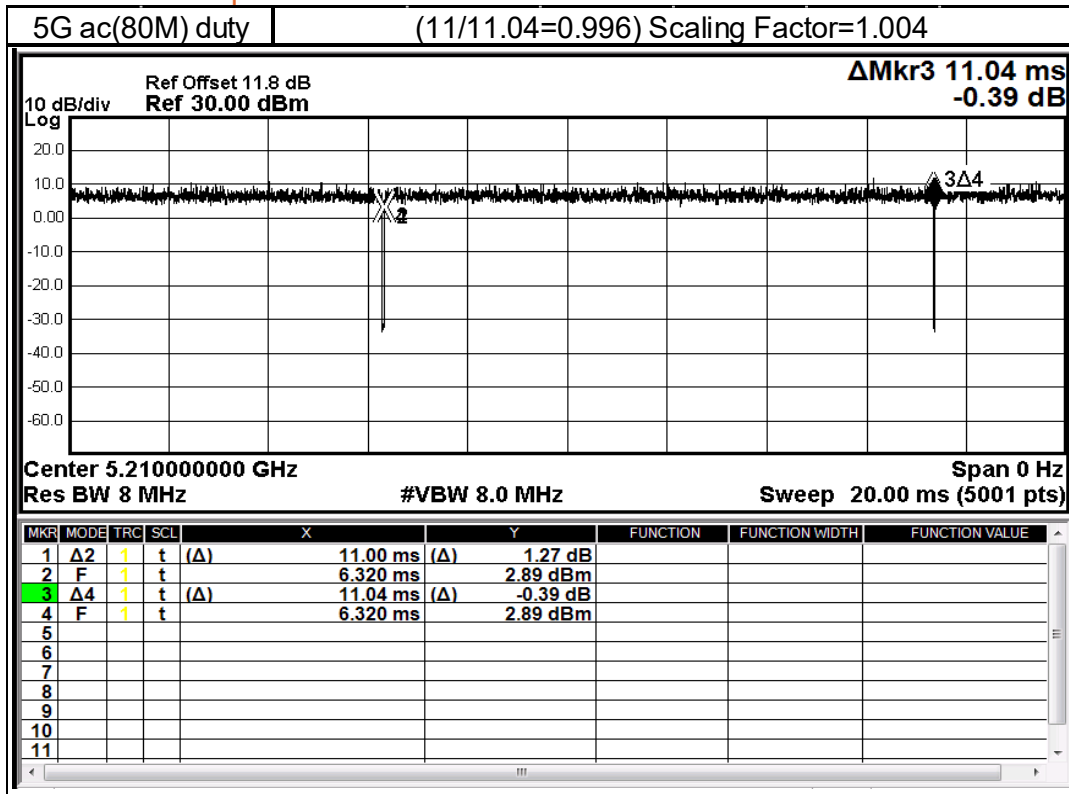 5G ac(80M) duty (11/11.04=0.996) Scaling Factor=1.004
ΔMkr3 11.04 ms
Ref Offset 11.8 dB
10 dB/div Ref 30.00 dBm -0.39 dB
Log
20.0
10.0
3Δ4
0.00
2
-10.0
-20.0
-30.0
-40.0
-50.0
-60.0
Center 5.210000000 GHz Span 0 Hz
Res BW 8 MHz #VBW 8.0 MHz Sweep 20.00 ms (5001 pts)
MKR MODE TRC SCL X Y FUNCTION FUNCTION WIDTH FUNCTION VALUE
1 Δ2 1 t (Δ) 11.00 ms (Δ) 1.27 dB
2 F 1 t 6.320 ms 2.89 dBm
3 Δ4 1 t (Δ) 11.04 ms (Δ) -0.39 dB
4 F 1 t 6.320 ms 2.89 dBm
5
6
7
8
9
10
11